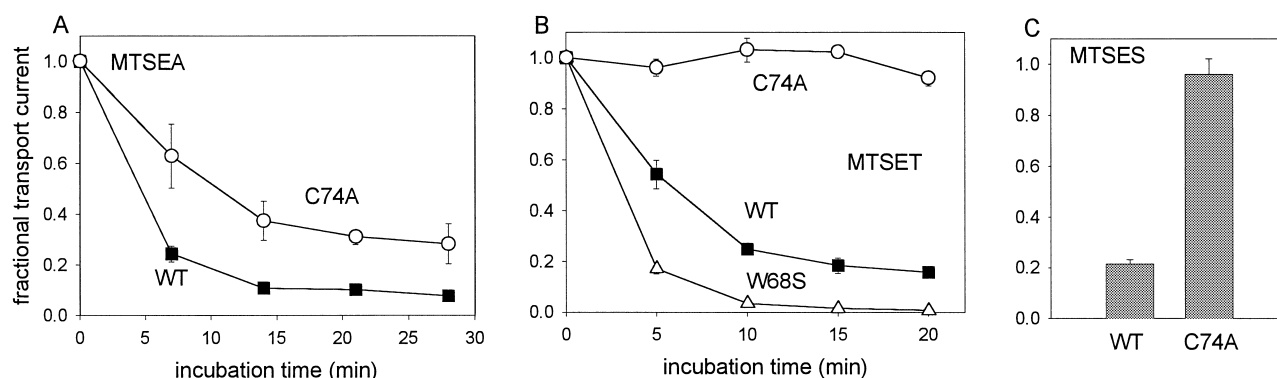 A
MTSEA
fractional transport current
1.0
0.8
0.6
0.4
0.2
0.0
C74A
WT
0 5 10 15 20 25 30
incubation time (min)
B
1.0
0.8
0.6
0.4
0.2
0.0
C74A
MTSET
WT
W68S
0 5 10 15 20
incubation time (min)
C
MTSES
1.0
0.8
0.6
0.4
0.2
0.0
WT C74A